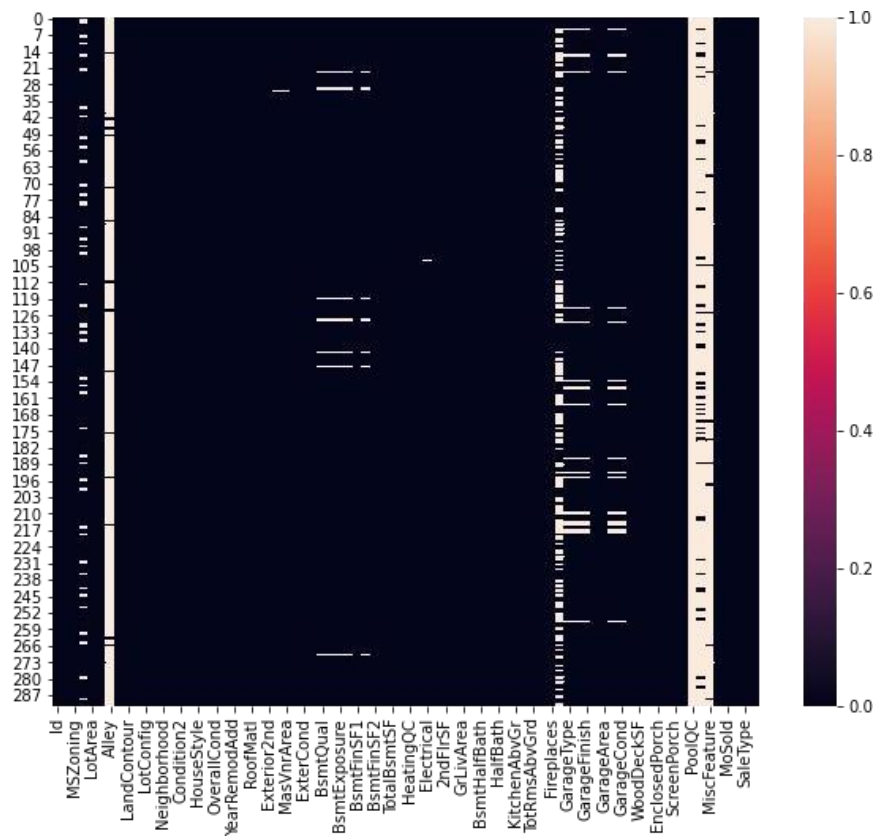 0
7
14
21
28
35
42
49
56
63
70
77
84
91
98
105
112
119
126
133
140
147
154
161
168
175
182
189
196
203
210
217
224
231
238
245
252
259
266
273
280
287
1.0
0.8
0.6
0.4
0.2
0.0
Id
MSZoning
LotArea
Alley
LandContour
LotConfig
Neighborhood
Condition2
HouseStyle
OverallCond
YearRemodAdd
RoofMatl
Exterior2nd
MasVnrArea
ExterCond
BsmtQual
BsmtExposure
BsmtFinSF1
BsmtFinSF2
TotalBsmtSF
HeatingQC
Electrical
2ndFlrSF
GrLivArea
BsmtHalfBath
HalfBath
KitchenAbvGr
TotRmsAbvGrd
Fireplaces
GarageType
GarageFinish
GarageArea
GarageCond
WoodDeckSF
EnclosedPorch
ScreenPorch
PoolQC
MiscFeature
MoSold
SaleType